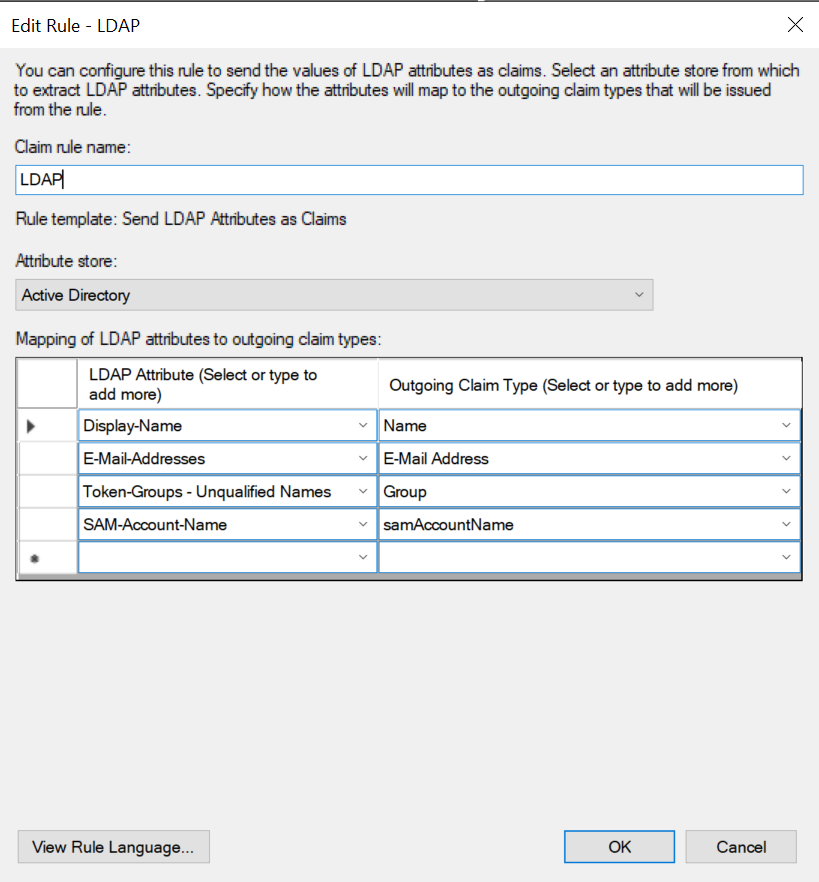 Edit Rule - LDAP
You can configure this rule to send the values of LDAP attributes as claims. Select an attribute store from which
to extract LDAP attributes. Specify how the attributes will map to the outgoing claim types that will be issued
from the rule.
Claim rule name:
LDAP
Rule template: Send LDAP Attributes as Claims
Attribute store:
Active Directory
Mapping of LDAP attributes to outgoing claim types:
LDAP Attribute (Select or type to
add more)
Outgoing Claim Type (Select or type to add more)
Display-Name
Name
E-Mail-Addresses
E-Mail Address
Token-Groups - Unqualified Names
Group
SAM-Account-Name
samAccountName
View Rule Language...
OK
Cancel